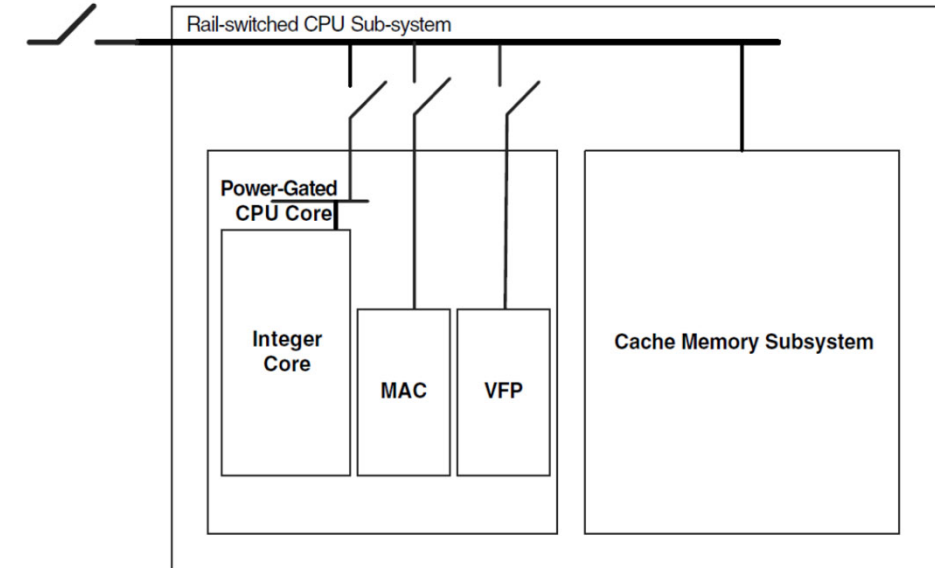 Rail-switched CPU Sub-system
Power-Gated
CPU Core
Integer
Core
MAC
VFP
Cache Memory Subsystem